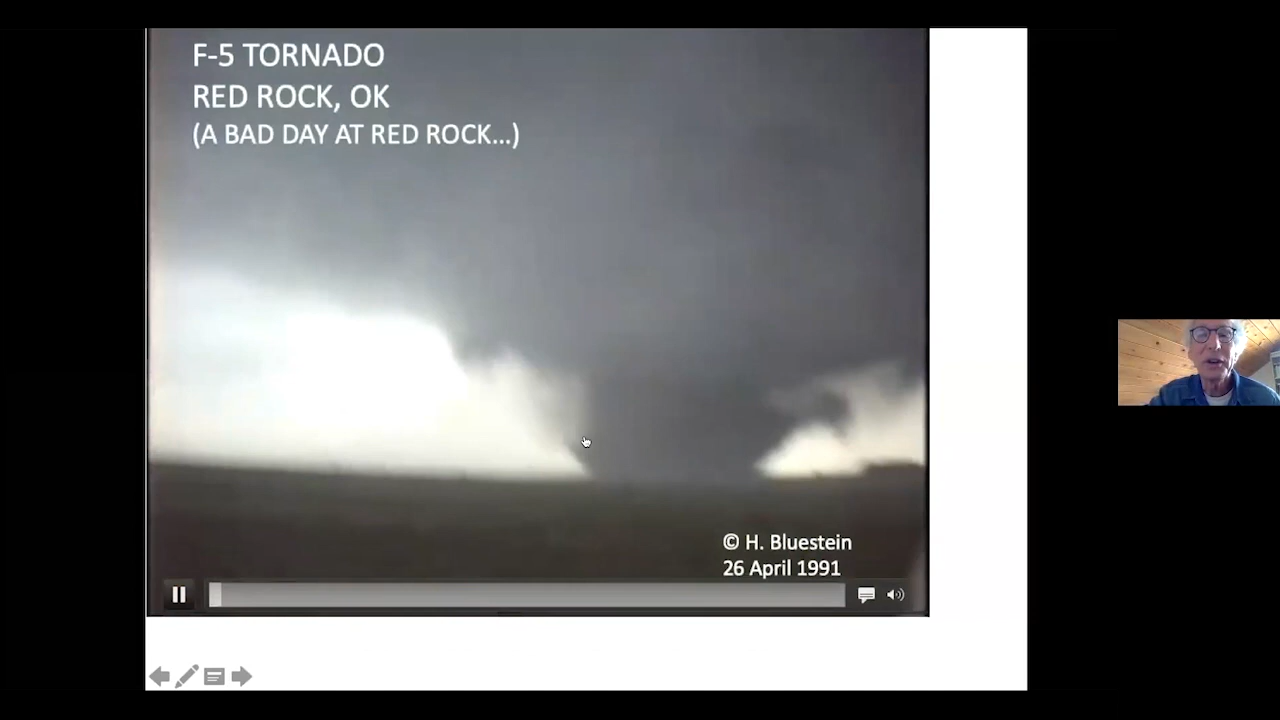 F-5 TORNADO
RED ROCK, OK
(A BAD DAY AT RED ROCK...)
© H. Bluestein
26 April 1991